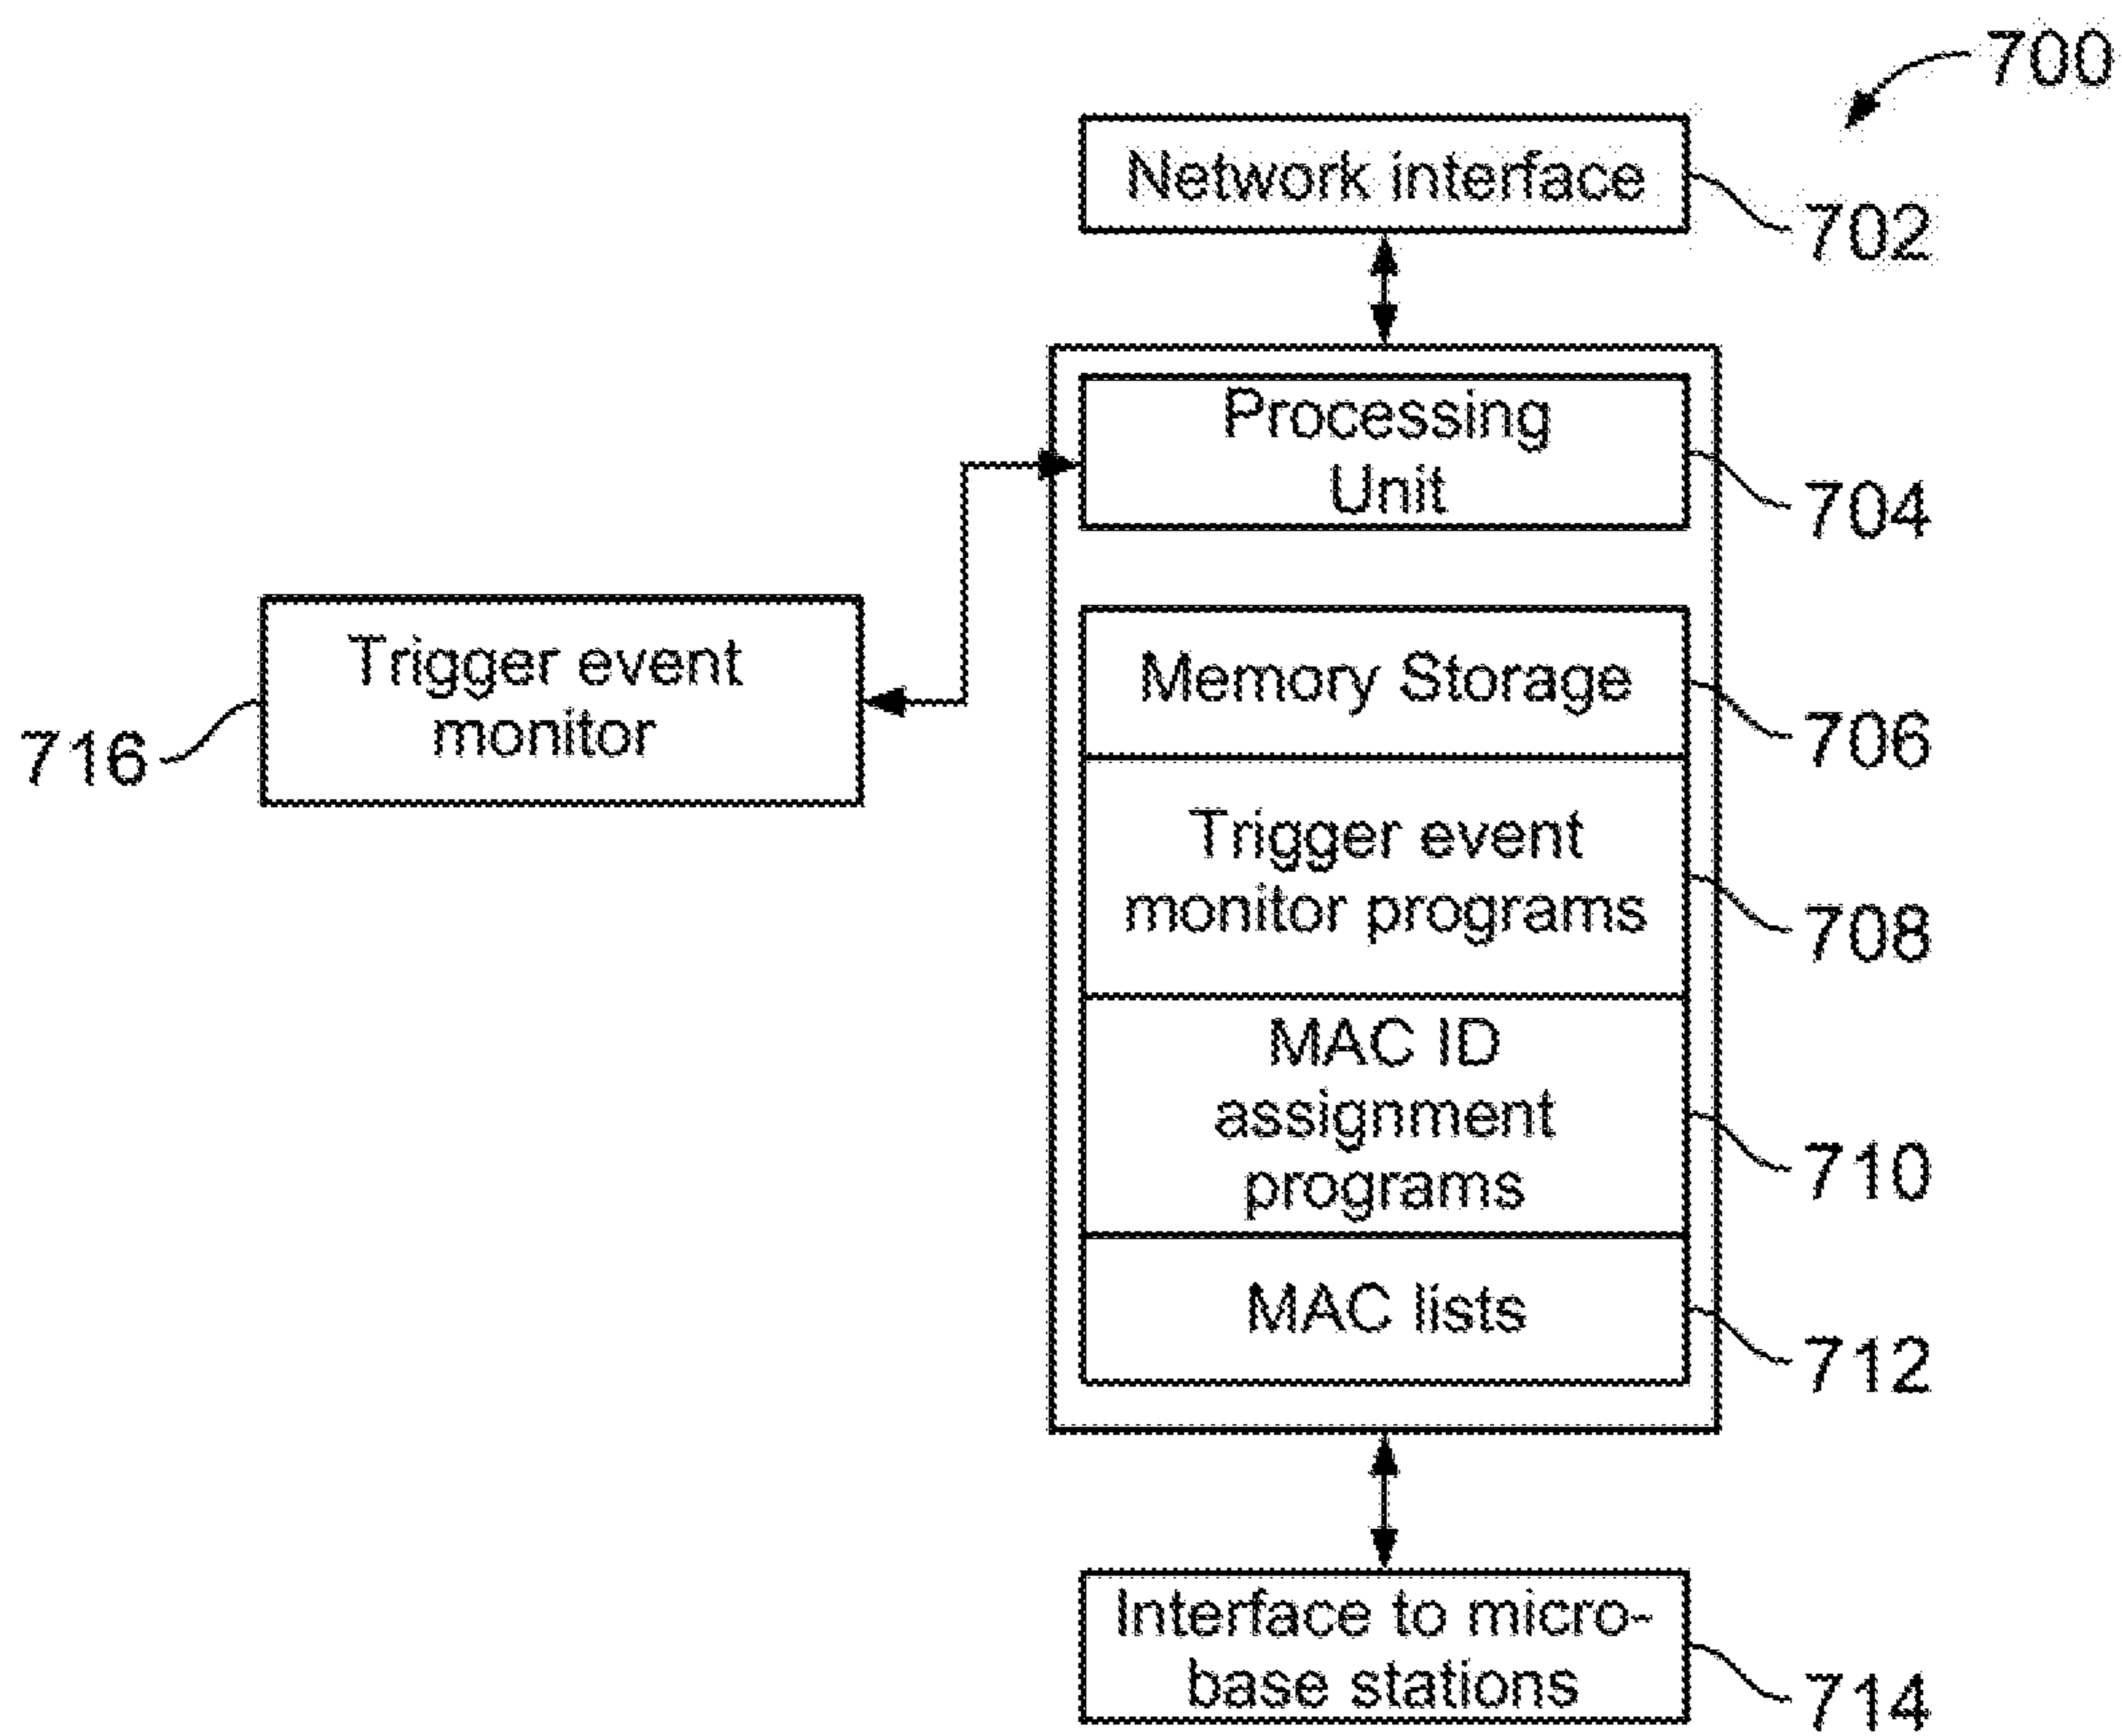 700
Network interface
702
Processing
Unit
704
Trigger event
monitor
716
Memory Storage
706
Trigger event
monitor programs
708
MAC ID
assignment
programs
710
MAC lists
712
Interface to micro-
base stations
714